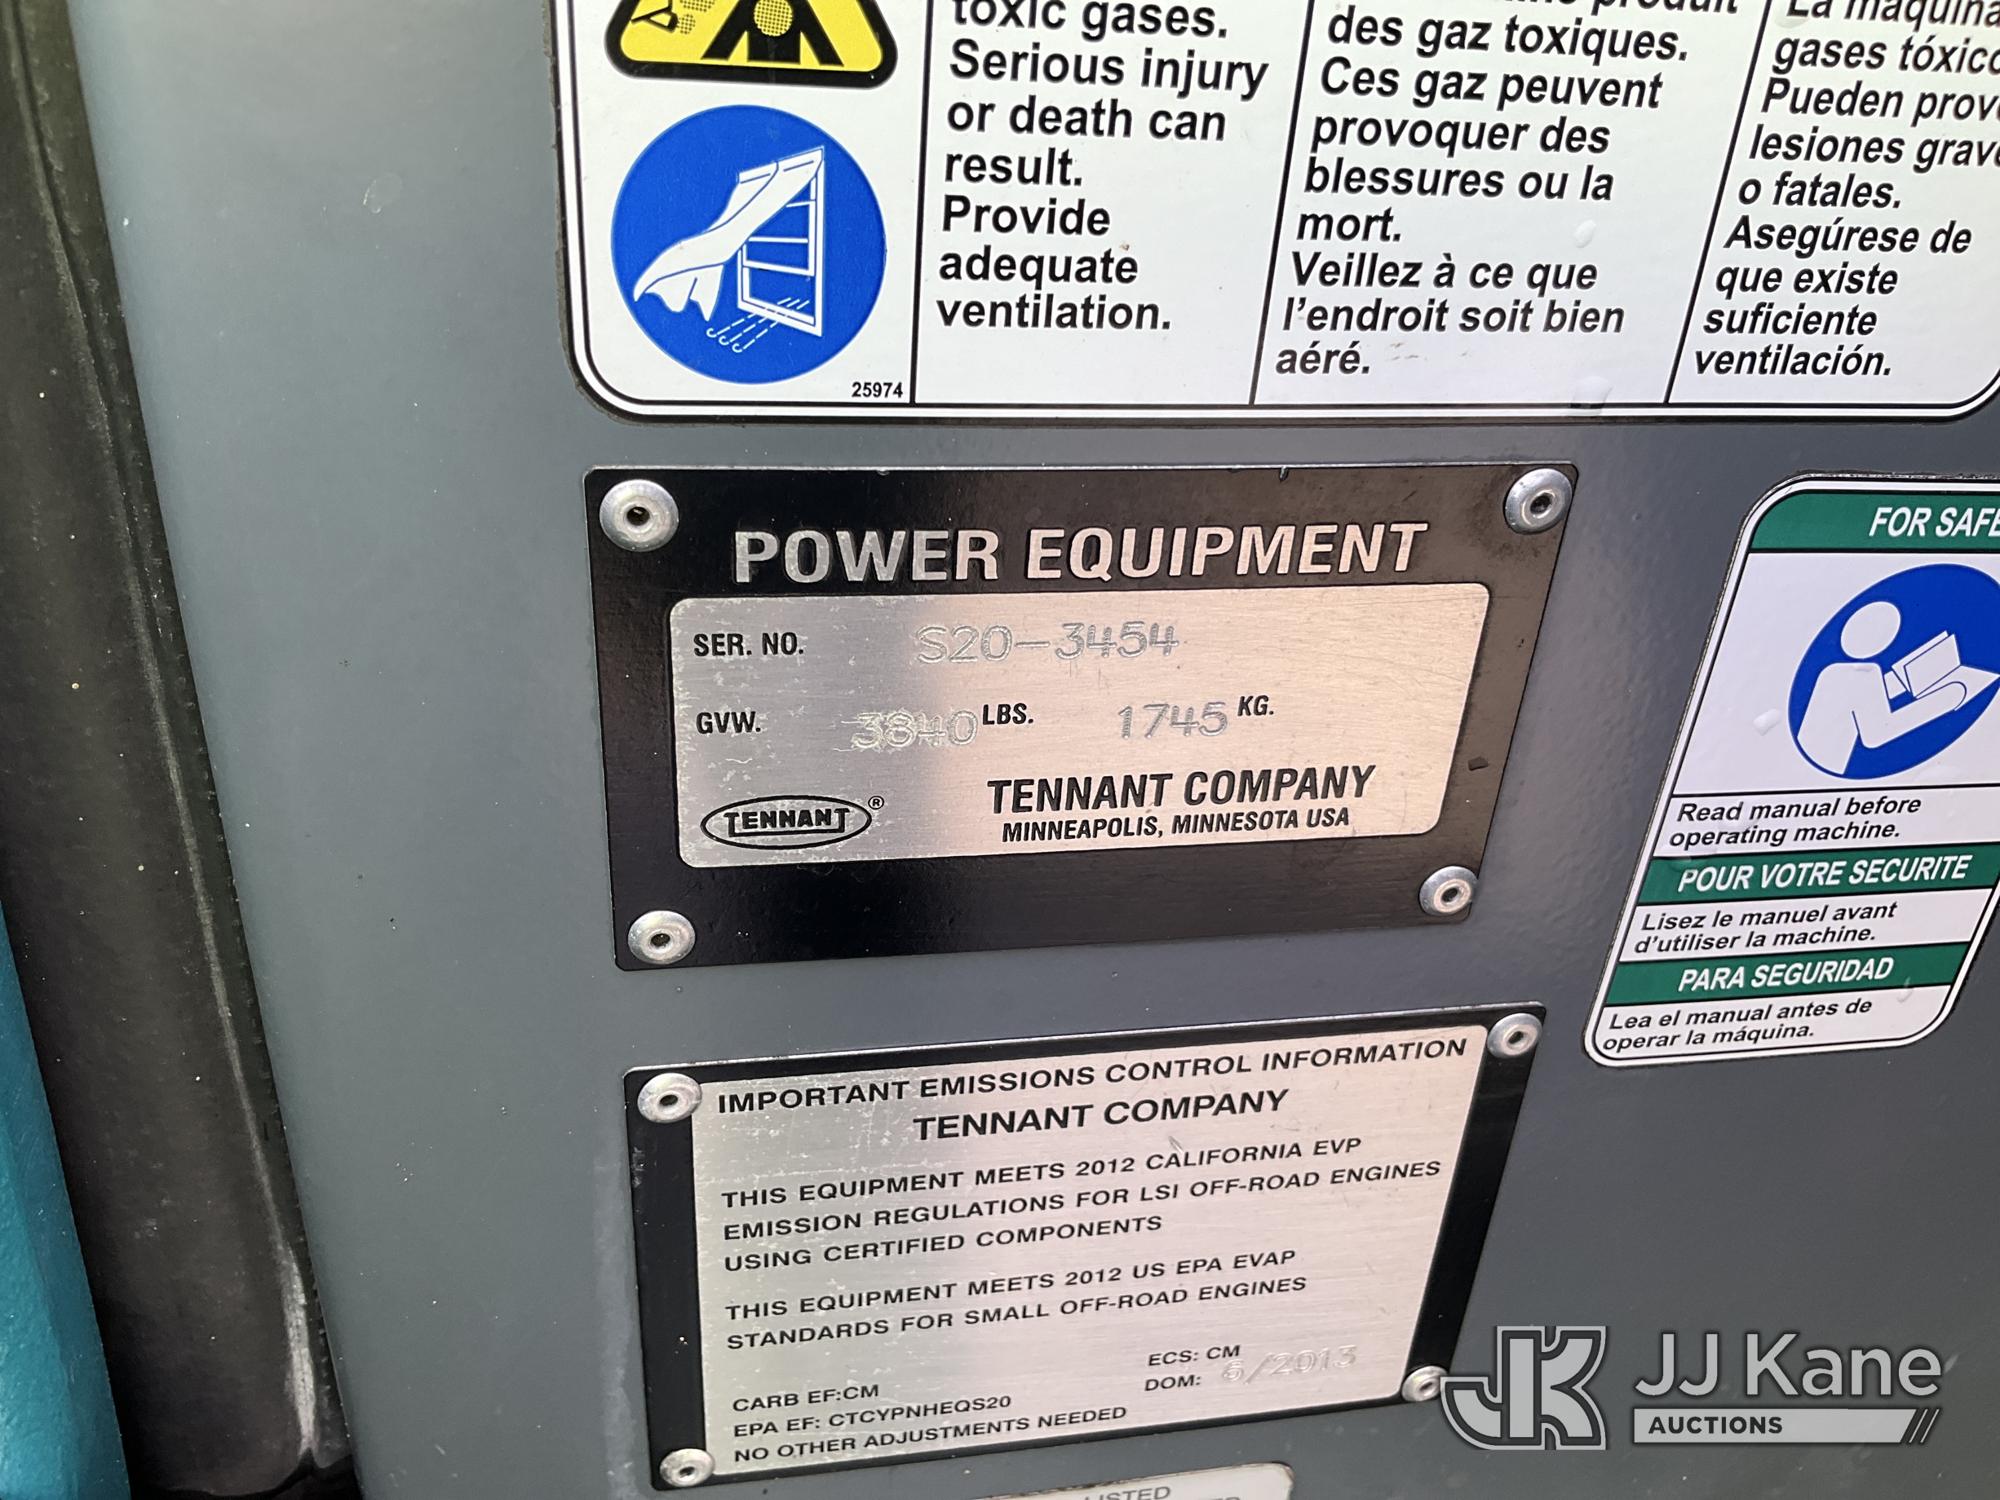 toxic gases.
Serious injury
or death can
result.
Provide
adequate
ventilation.
produit
des gaz toxiques.
Ces gaz peuvent
provoquer des
blessures ou la
mort.
Veillez à ce que
l'endroit soit bien
aéré.
La máquina
gases
Pueden
lesiones
o fatales.
Asegúrese de
que existe
suficiente
ventilación.
25974
POWER EQUIPMENT
SER. NO. S20-3454
GVW. 3840 LBS. 1745 KG.
TENNANT ®
TENNANT COMPANY
MINNEAPOLIS, MINNESOTA USA
FOR
Read manual before
operating machine.
POUR VOTRE SECURITE
Lisez le manuel avant
d'utiliser la machine.
PARA SEGURIDAD
Lea el manual antes de
operar la máquina.
IMPORTANT EMISSIONS CONTROL INFORMATION
TENNANT COMPANY
THIS EQUIPMENT MEETS 2012 CALIFORNIA EVP
EMISSION REGULATIONS FOR LSI OFF-ROAD ENGINES
USING CERTIFIED COMPONENTS
THIS EQUIPMENT MEETS 2012 US EPA EVAP
STANDARDS FOR SMALL OFF-ROAD ENGINES
CARB EF:CM
EPA EF: CTCYPNHEQS20
NO OTHER ADJUSTMENTS NEEDED
ECS: CM
DOM: 6/2013
LISTED
JK JJ Kane
AUCTIONS